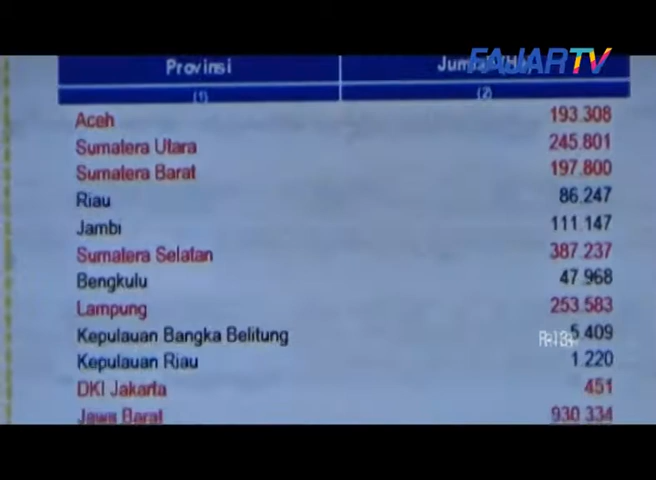 FAJAR TV
Provinsi Jumlah (Ha)
(1) (2)
Aceh 193.308
Sumatera Utara 245.801
Sumatera Barat 197.800
Riau 86.247
Jambi 111.147
Sumatera Selatan 387.237
Bengkulu 47.968
Lampung 253.583
Kepulauan Bangka Belitung 5.409
Kepulauan Riau 1.220
DKI Jakarta 451
Jawa Barat 930.334